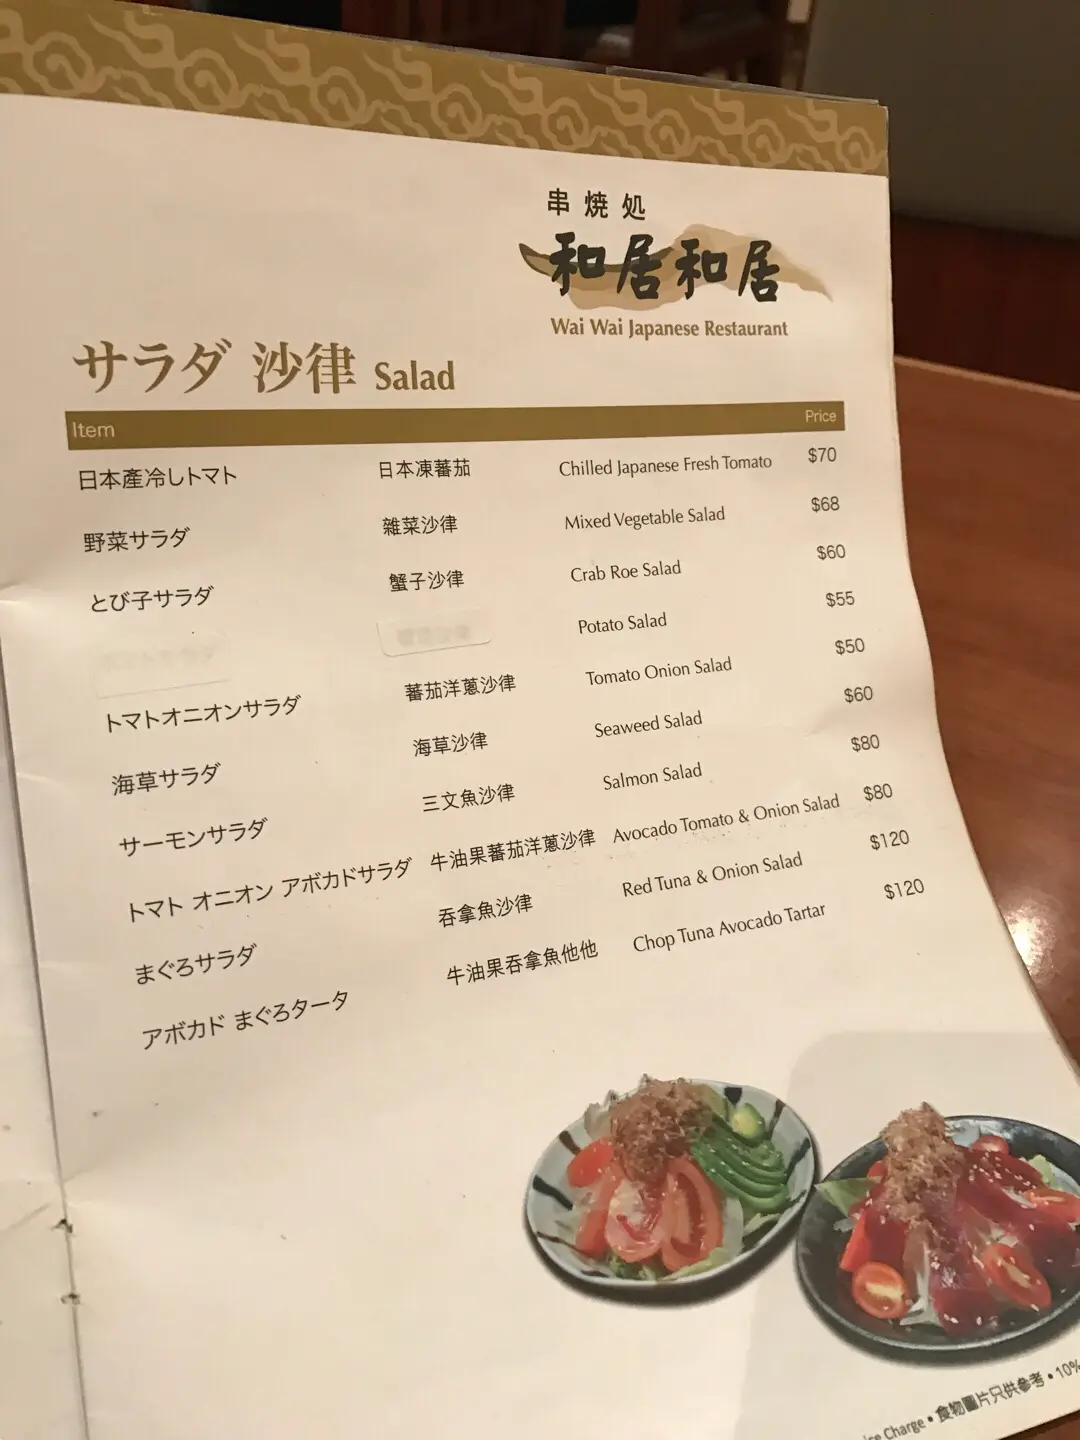 串焼処
和居和居
Wai Wai Japanese Restaurant
サラダ 沙律 Salad
Item Price
日本產冷しトマト 日本凍蕃茄 Chilled Japanese Fresh Tomato $70
野菜サラダ 雜菜沙律 Mixed Vegetable Salad $68
とび子サラダ 蟹子沙律 Crab Roe Salad $60
Potato Salad $55
トマトオニオンサラダ 蕃茄洋蔥沙律 Tomato Onion Salad $50
海草サラダ 海草沙律 Seaweed Salad $60
サーモンサラダ 三文魚沙律 Salmon Salad $80
トマト オニオン アボカドサラダ 牛油果蕃茄洋蔥沙律 Avocado Tomato & Onion Salad $80
まぐろサラダ 吞拿魚沙律 Red Tuna & Onion Salad $120
アボカド まぐろタータ 牛油果吞拿魚他他 Chop Tuna Avocado Tartar $120
Charge • 食物圖片只供參考 • 10%